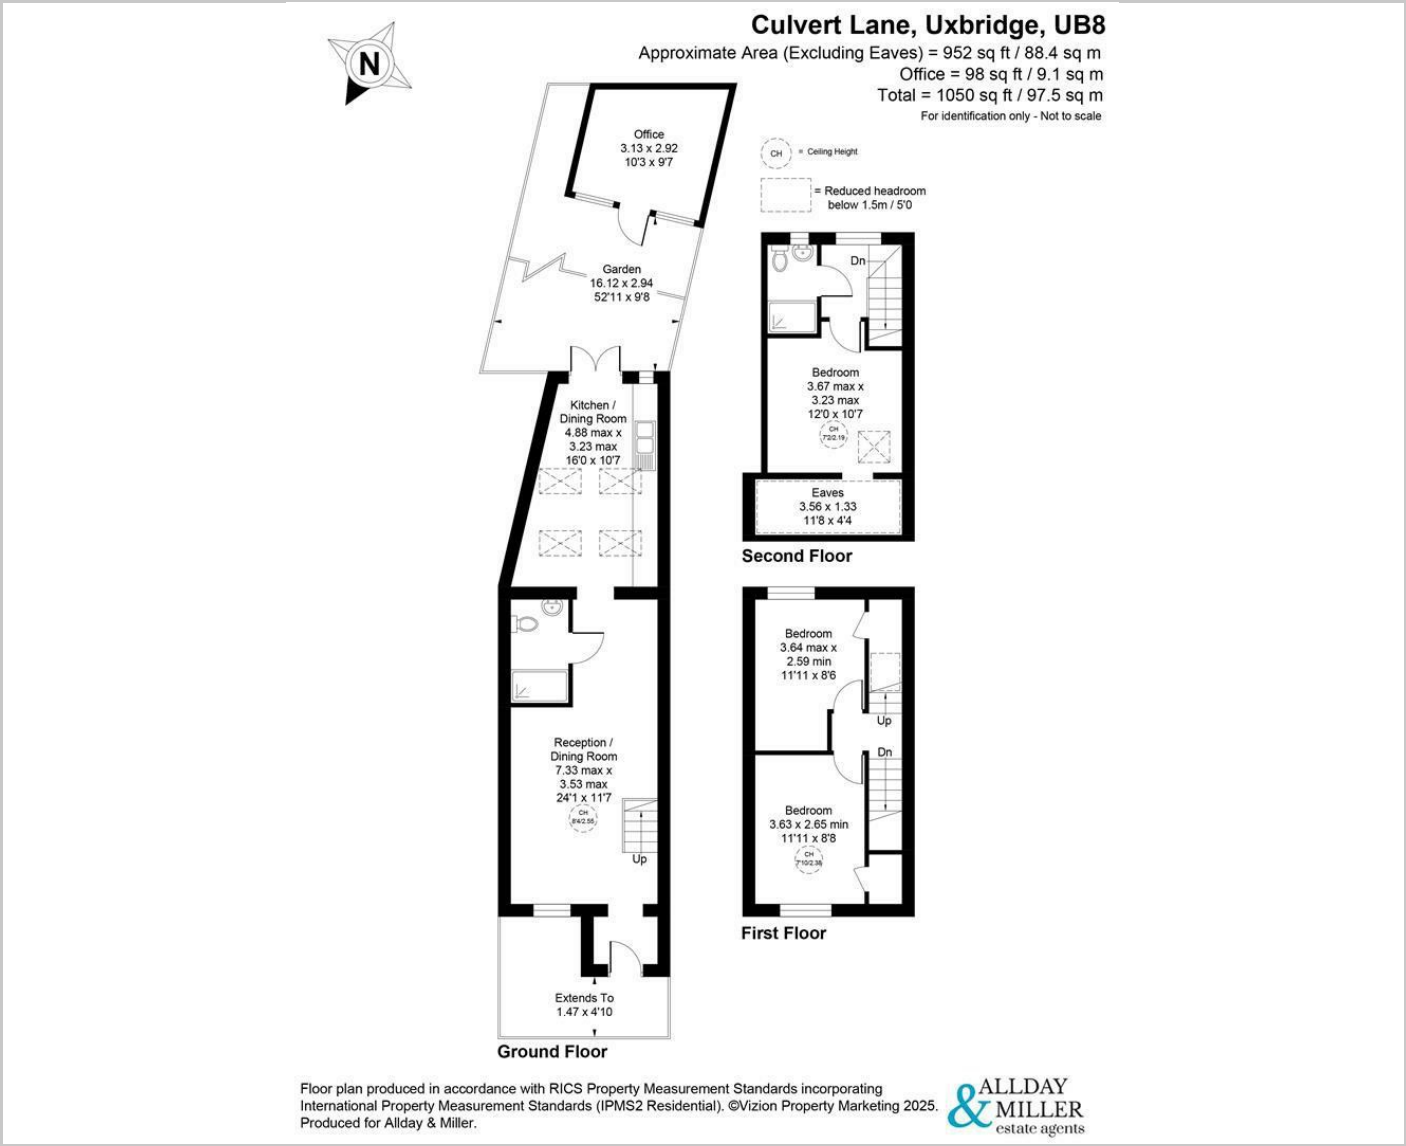 N
Culvert Lane, Uxbridge, UB8
Approximate Area (Excluding Eaves) = 952 sq ft / 88.4 sq m
Office = 98 sq ft / 9.1 sq m
Total = 1050 sq ft / 97.5 sq m
For identification only - Not to scale
CH = Ceiling Height
= Reduced headroom
below 1.5m / 5'0
Office
3.13 x 2.92
10'3 x 9'7
Garden
16.12 x 2.94
52'11 x 9'8
Kitchen /
Dining Room
4.88 max x
3.23 max
16'0 x 10'7
Reception /
Dining Room
7.33 max x
3.53 max
24'1 x 11'7
CH
8'4/2.55
Up
Extends To
1.47 x 4'10
Ground Floor
Dn
Bedroom
3.67 max x
3.23 max
12'0 x 10'7
CH
7'2/2.19
Eaves
3.56 x 1.33
11'8 x 4'4
Second Floor
Bedroom
3.64 max x
2.59 min
11'11 x 8'6
Up
Dn
Bedroom
3.63 x 2.65 min
11'11 x 8'8
CH
7'10/2.38
First Floor
Floor plan produced in accordance with RICS Property Measurement Standards incorporating
International Property Measurement Standards (IPMS2 Residential). ©Vizion Property Marketing 2025.
Produced for Allday & Miller.
ALLDAY
& MILLER
estate agents